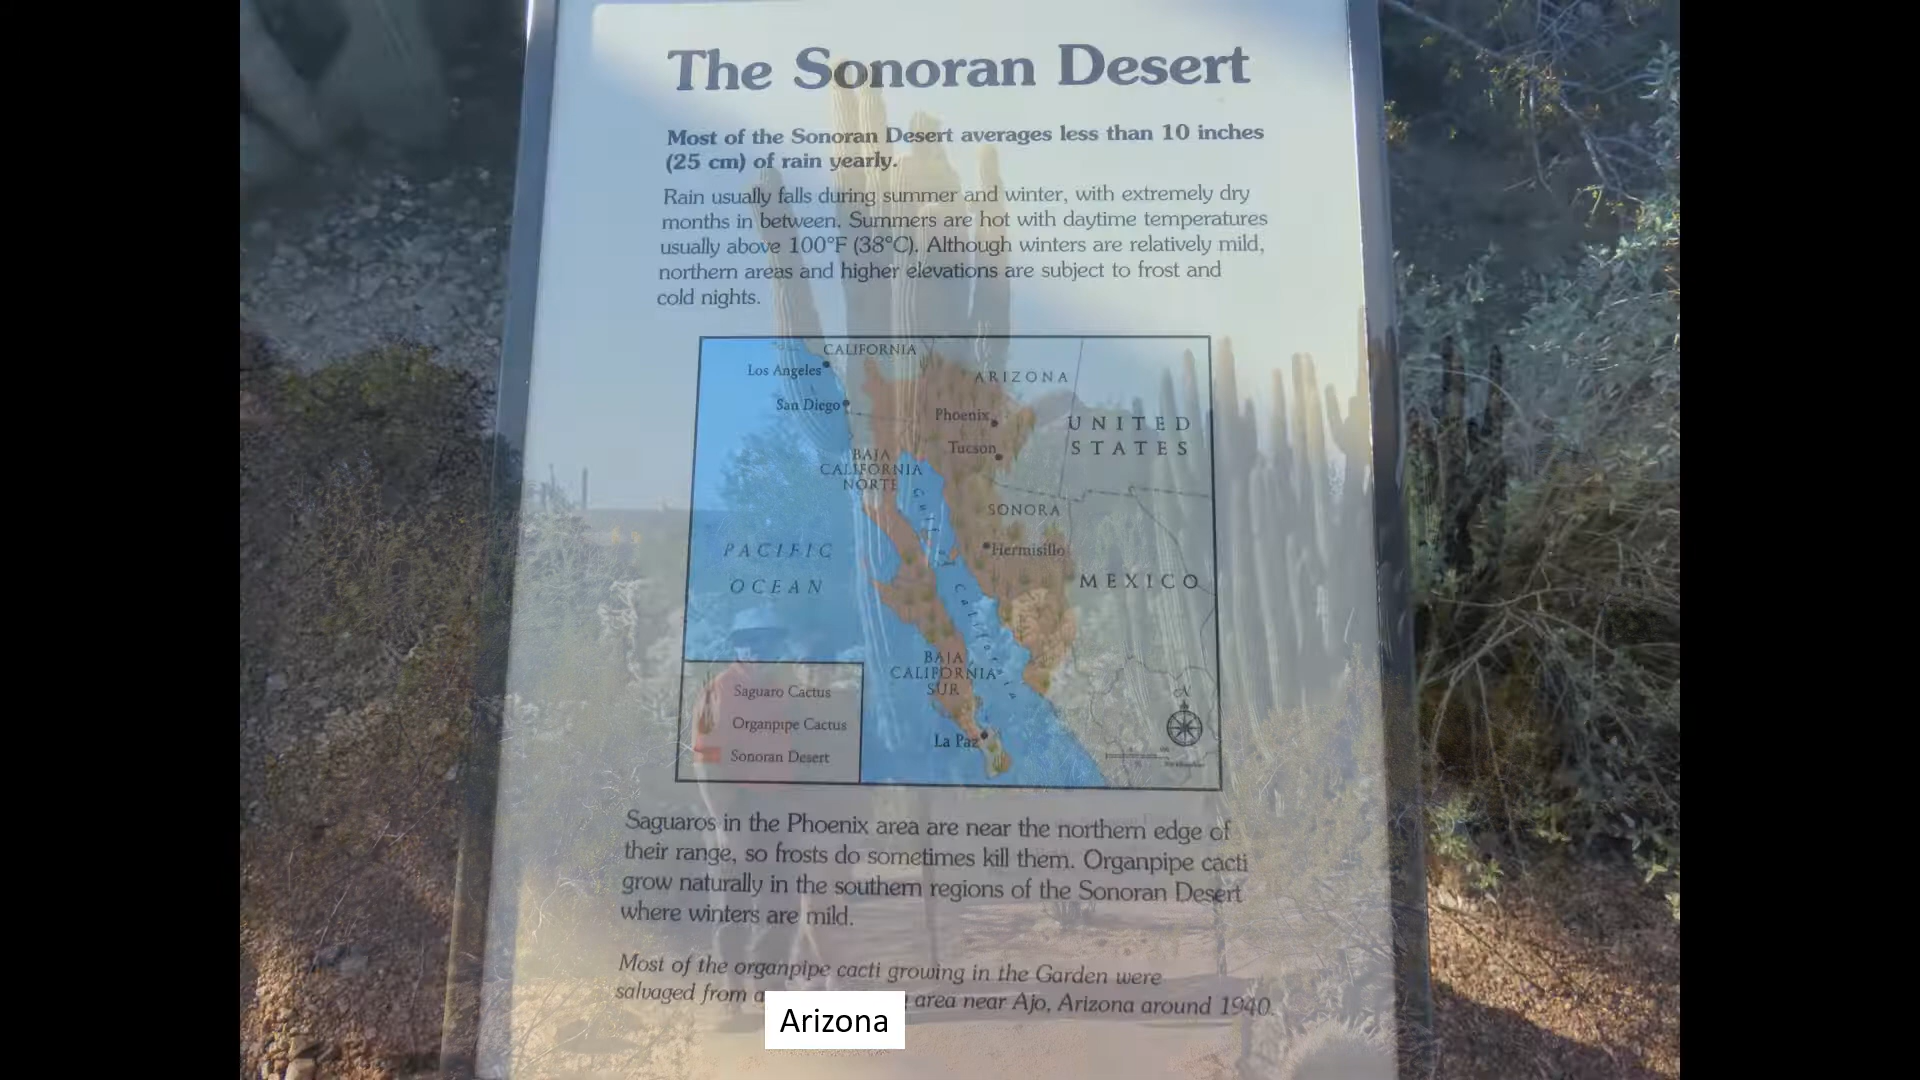 The Sonoran Desert
Most of the Sonoran Desert averages less than 10 inches
(25 cm) of rain yearly.
Rain usually falls during summer and winter, with extremely dry
months in between. Summers are hot with daytime temperatures
usually above 100°F (38°C). Although winters are relatively mild,
northern areas and higher elevations are subject to frost and
cold nights.
CALIFORNIA
Los Angeles
ARIZONA
San Diego
Phoenix
UNITED
STATES
Tucson
BAJA
CALIFORNIA
NORTE
Gulf of California
SONORA
Hermisillo
PACIFIC
OCEAN
MEXICO
BAJA
CALIFORNIA
SUR
La Paz
N
Saguaro Cactus
Organpipe Cactus
Sonoran Desert
Saguaros in the Phoenix area are near the northern edge of
their range, so frosts do sometimes kill them. Organpipe cacti
grow naturally in the southern regions of the Sonoran Desert
where winters are mild.
Most of the organpipe cacti growing in the Garden were
salvaged from a area near Ajo, Arizona around 1940.
Arizona